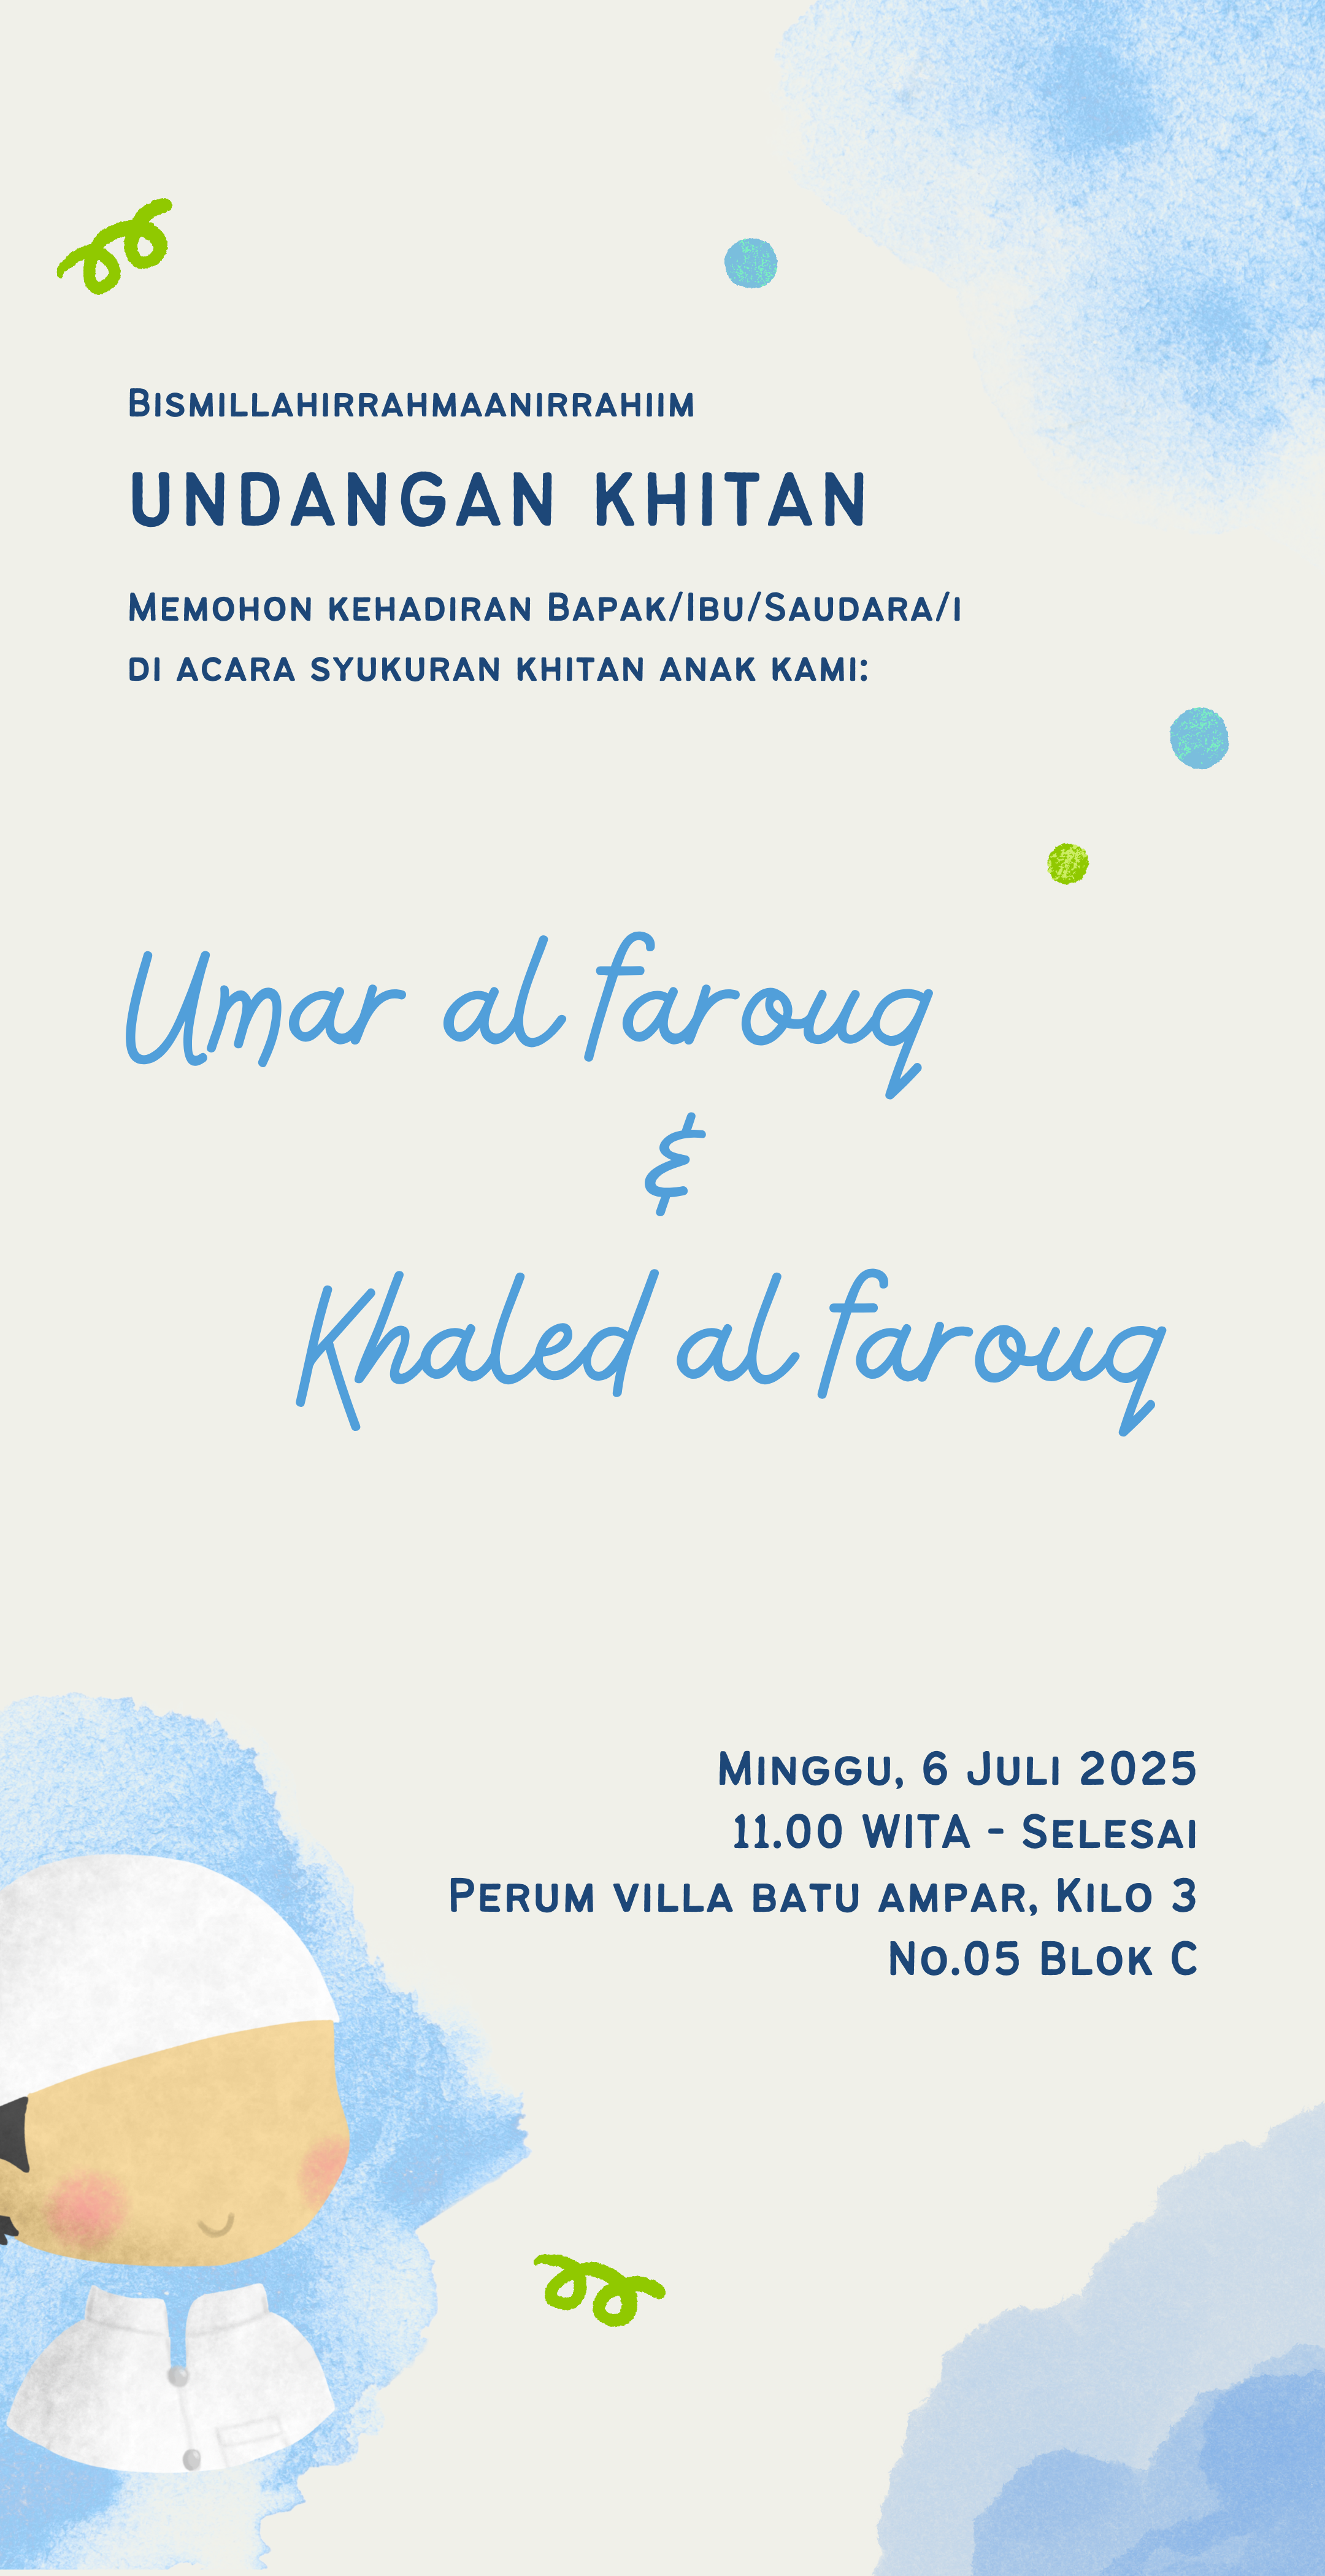 Bismillahirrahmaanirrahiim
UNDANGAN KHITAN
Memohon kehadiran Bapak/Ibu/Saudara/i
di acara syukuran khitan anak kami:
Umar al farouq
&
Khaled al farouq
Minggu, 6 Juli 2025
11.00 WITA - Selesai
Perum villa batu ampar, Kilo 3
No.05 Blok C